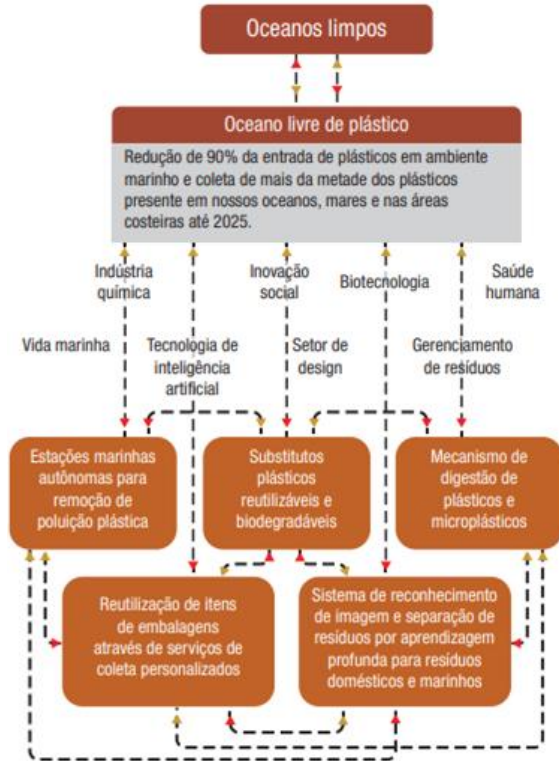 Oceanos limpos
Oceano livre de plástico
Redução de 90% da entrada de plásticos em ambiente
marinho e coleta de mais da metade dos plásticos
presente em nossos oceanos, mares e nas áreas
costeiras até 2025.
Indústria
química
Inovação
social
Biotecnologia
Saúde
humana
Vida marinha
Tecnologia de
inteligência
artificial
Setor de
design
Gerenciamento
de resíduos
Estações marinhas
autônomas para
remoção de
poluição plástica
Substitutos
plásticos
reutilizáveis e
biodegradáveis
Mecanismo de
digestão de
plásticos e
microplásticos
Reutilização de itens
de embalagens
através de serviços de
coleta personalizados
Sistema de reconhecimento
de imagem e separação de
resíduos por aprendizagem
profunda para resíduos
domésticos e marinhos